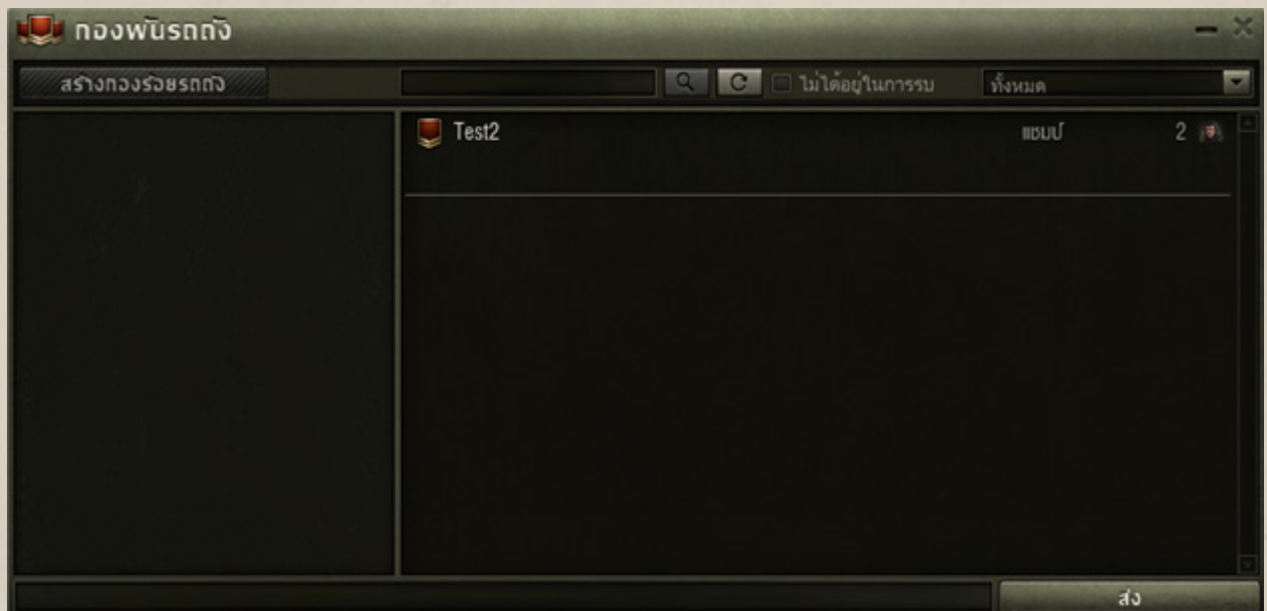 กองพันรถถัง
สร้างกองร้อยรถถัง
ไม่ได้อยู่ในการรบ
ทั้งหมด
Test2 แชมป์ 2
ส่ง